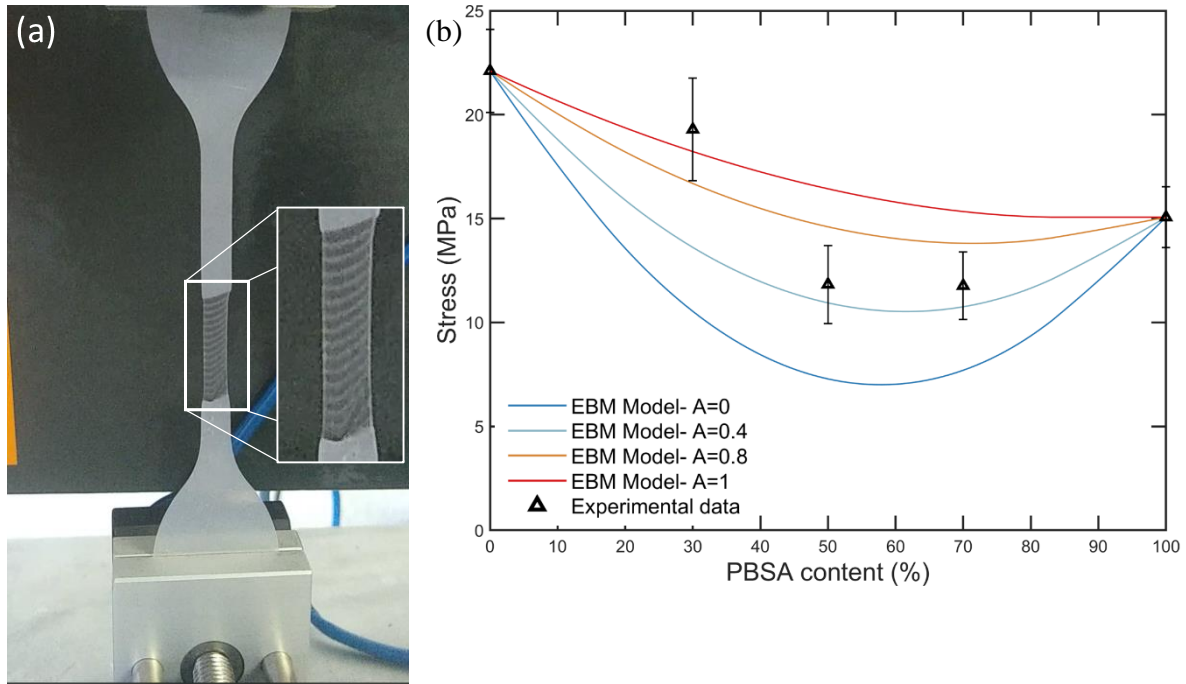 (a)
(b)
25
20
15
10
5
0
Stress (MPa)
EBM Model- A=0
EBM Model- A=0.4
EBM Model- A=0.8
EBM Model- A=1
Experimental data
0 10 20 30 40 50 60 70 80 90 100
PBSA content (%)